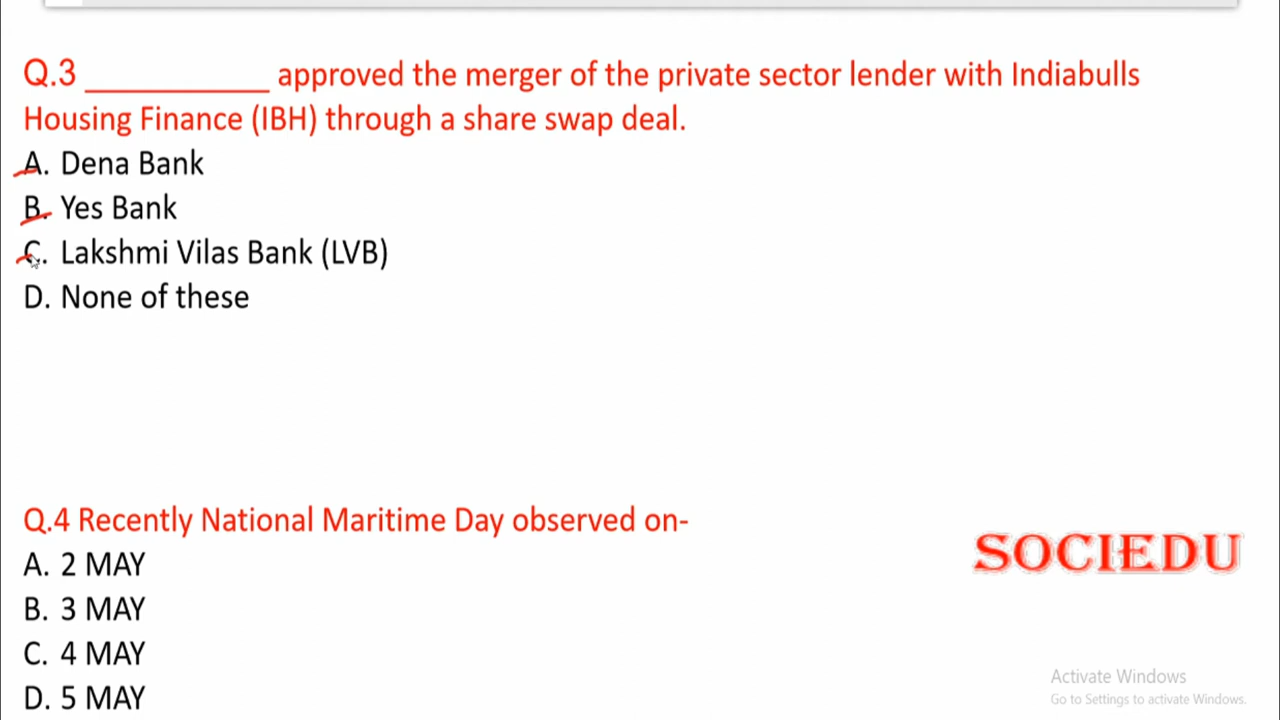 Q.3 ___________ approved the merger of the private sector lender with Indiabulls
Housing Finance (IBH) through a share swap deal.
A. Dena Bank
B. Yes Bank
C. Lakshmi Vilas Bank (LVB)
D. None of these
Q.4 Recently National Maritime Day observed on-
A. 2 MAY
B. 3 MAY
C. 4 MAY
D. 5 MAY
SOCIEDU
Activate Windows
Go to Settings to activate Windows.